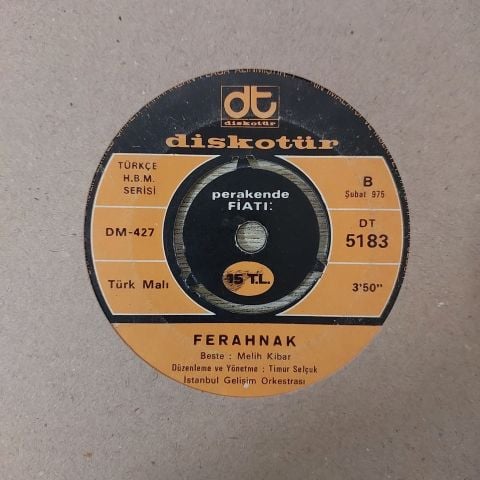 dt
diskotür
diskotür
TÜRKÇE
H.B.M.
SERİSİ
perakende
FİATI:
B
Şubat 975
DM-427
DT
5183
Türk Malı
15 T.L.
3'50"
FERAHNAK
Beste : Melih Kibar
Düzenleme ve Yönetme : Timur Selçuk
İstanbul Gelişim Orkestrası